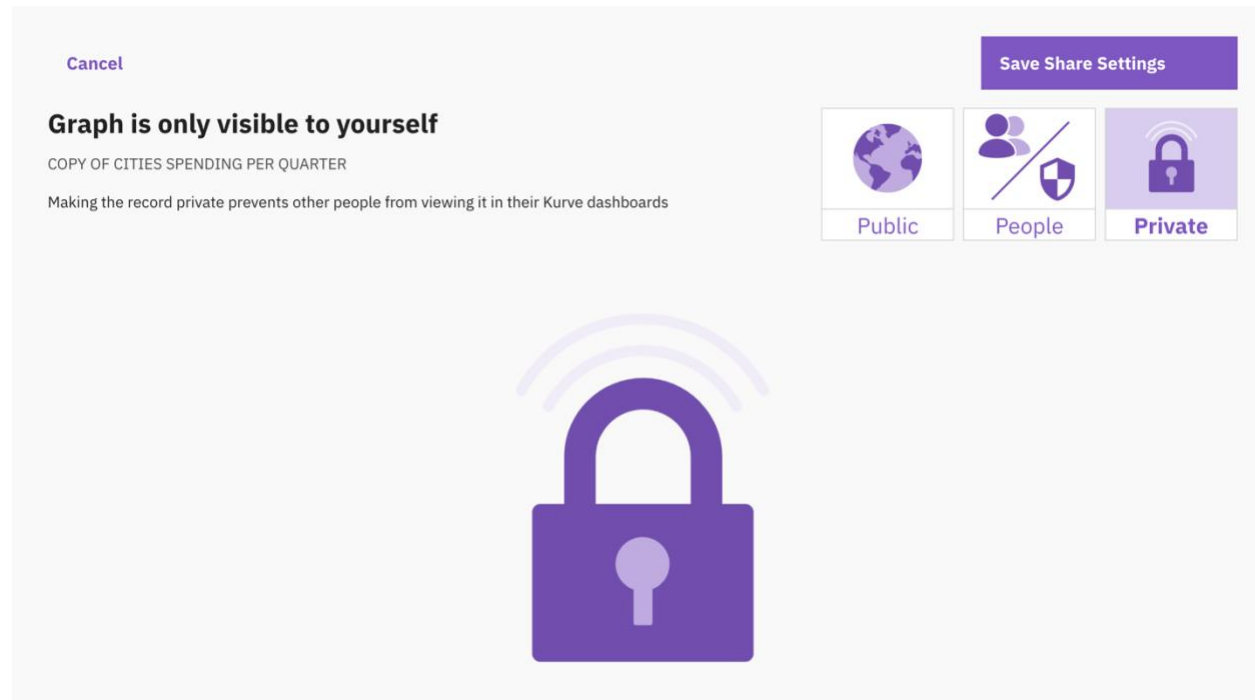 Cancel
Save Share Settings
Graph is only visible to yourself
COPY OF CITIES SPENDING PER QUARTER
Making the record private prevents other people from viewing it in their Kurve dashboards
Public
People
Private